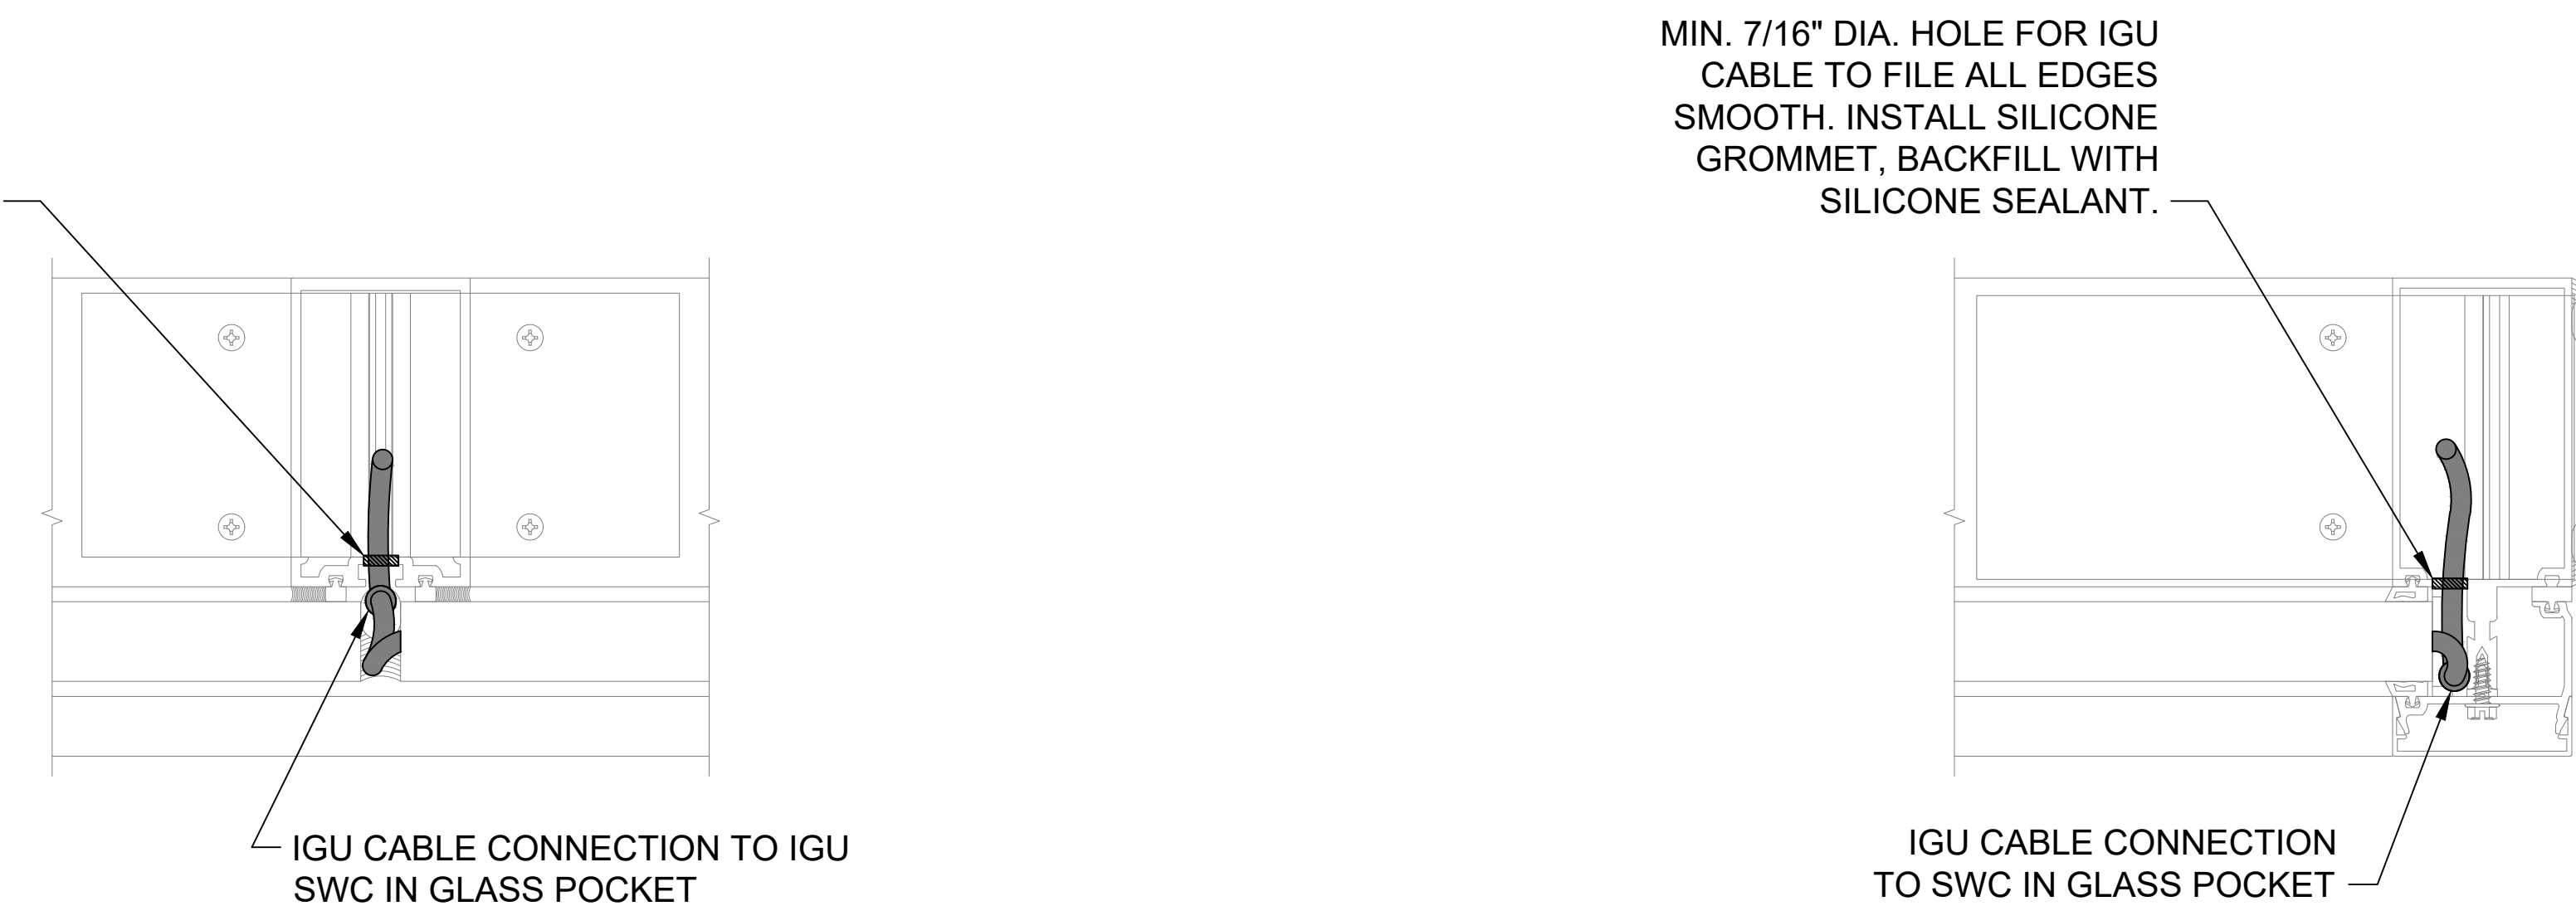 MIN. 7/16" DIA. HOLE FOR IGU
CABLE TO FILE ALL EDGES
SMOOTH. INSTALL SILICONE
GROMMET, BACKFILL WITH
SILICONE SEALANT.
IGU CABLE CONNECTION TO IGU
SWC IN GLASS POCKET
IGU CABLE CONNECTION
TO SWC IN GLASS POCKET